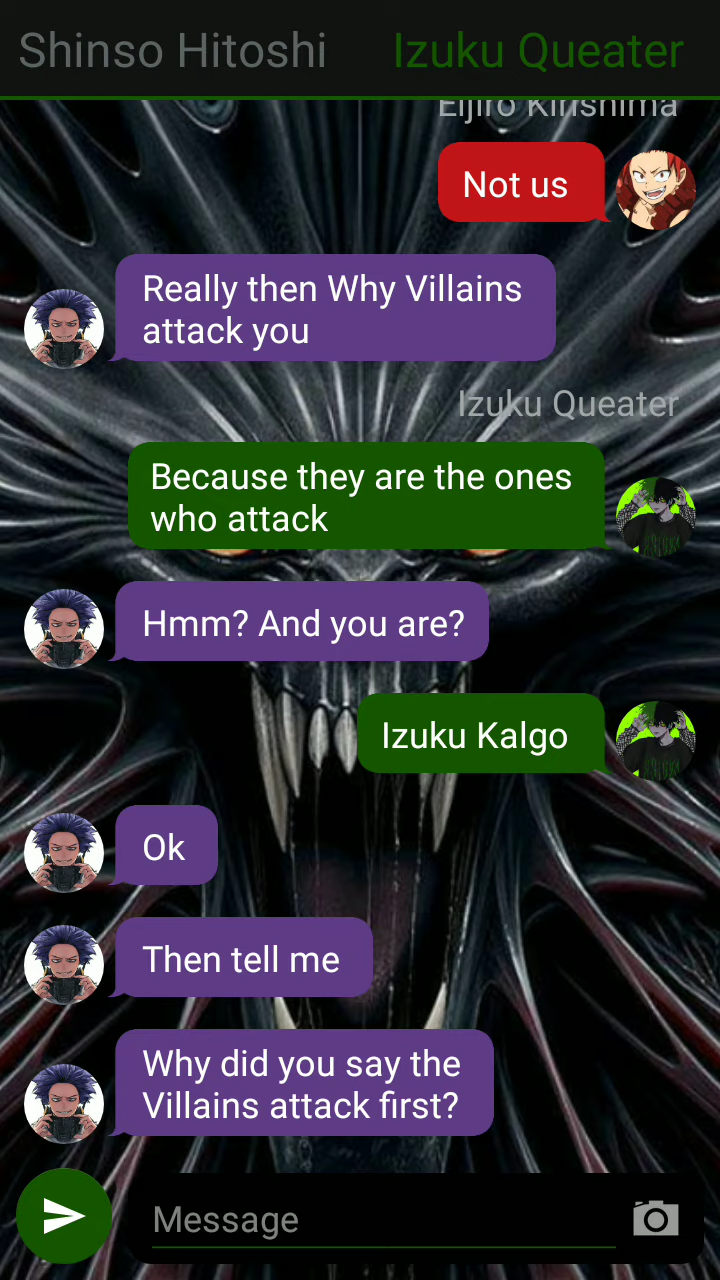 Shinso Hitoshi Izuku Queater
Eijiro Kirishima
Not us
Really then Why Villains
attack you
Izuku Queater
Because they are the ones
who attack
Hmm? And you are?
Izuku Kalgo
Ok
Then tell me
Why did you say the
Villains attack first?
Message